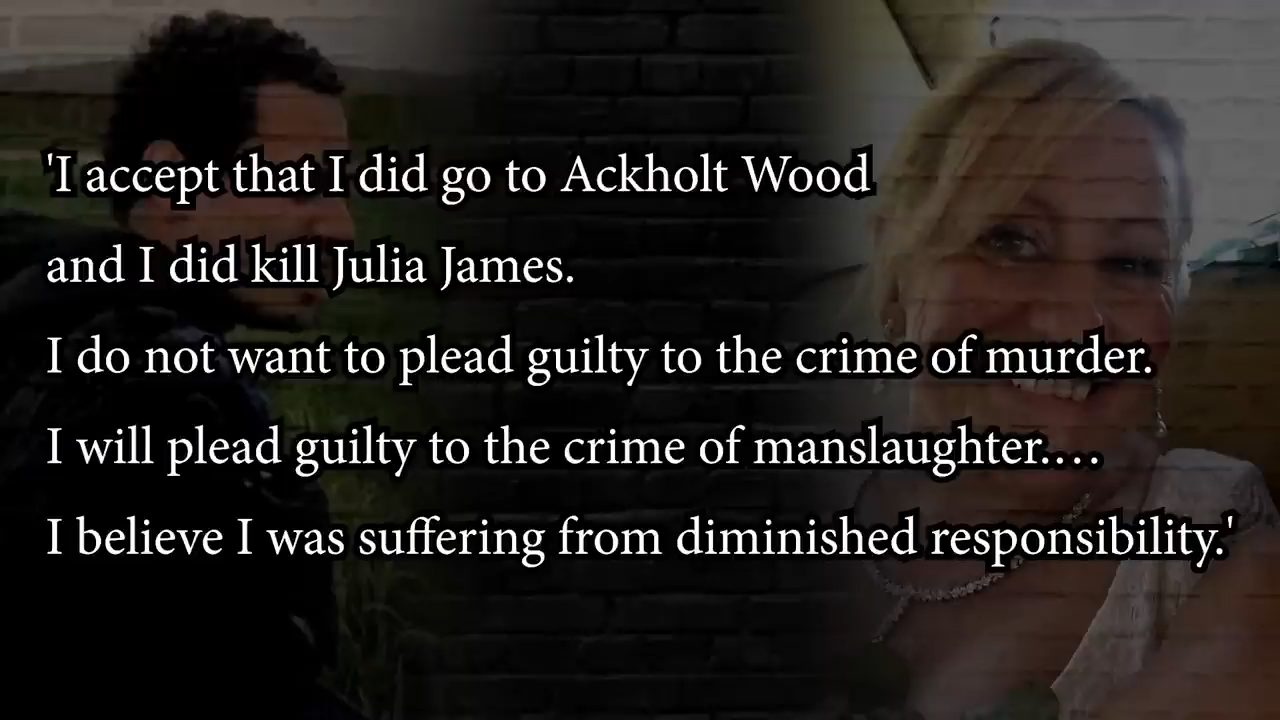 'I accept that I did go to Ackholt Wood
and I did kill Julia James.
I do not want to plead guilty to the crime of murder.
I will plead guilty to the crime of manslaughter....
I believe I was suffering from diminished responsibility.'